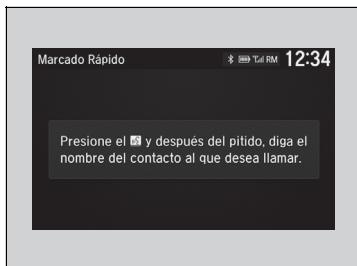 Marcado Rápido
RM 12:34
Presione el y después del pitido, diga el
nombre del contacto al que desea llamar.